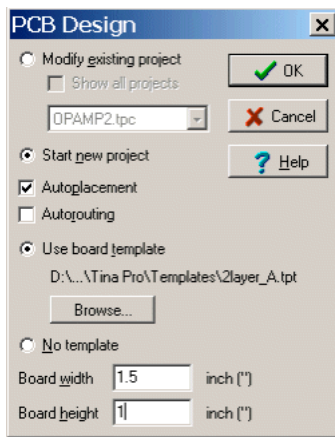 PCB Design
Modify existing project
Show all projects
OPAMP2.tpc
OK
Cancel
Help
Start new project
Autoplacement
Autorouting
Use board template
D:\...\Tina Pro\Templates\2layer_A.tpt
Browse...
No template
Board width 1.5 inch (")
Board height 1 inch (")